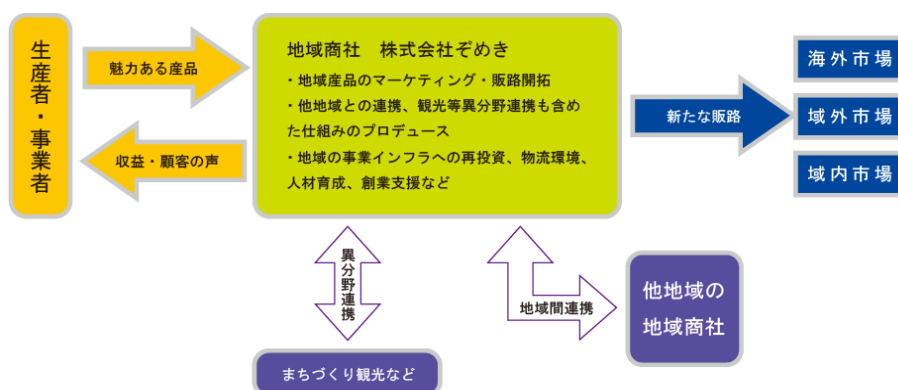 生産者・事業者
魅力ある産品
収益・顧客の声
地域商社　株式会社ぞめき
・地域産品のマーケティング・販路開拓
・他地域との連携、観光等異分野連携も含め
た仕組みのプロデュース
・地域の事業インフラへの再投資、物流環境、
人材育成、創業支援など
新たな販路
海外市場
域外市場
域内市場
異分野連携
地域間連携
他地域の
地域商社
まちづくり観光など